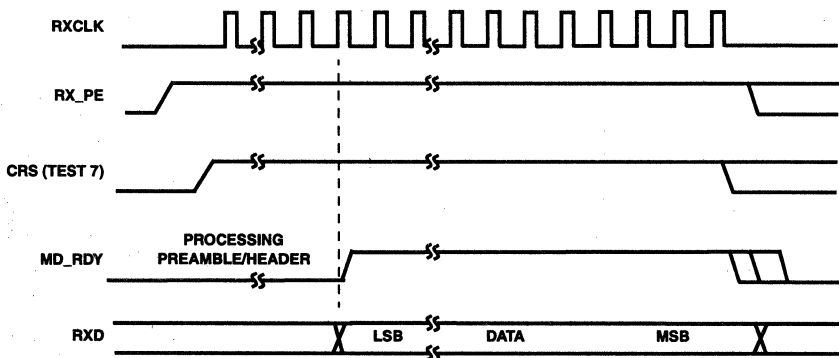 RXCLK
RX_PE
CRS (TEST 7)
PROCESSING
PREAMBLE/HEADER
MD_RDY
RXD
LSB
DATA
MSB